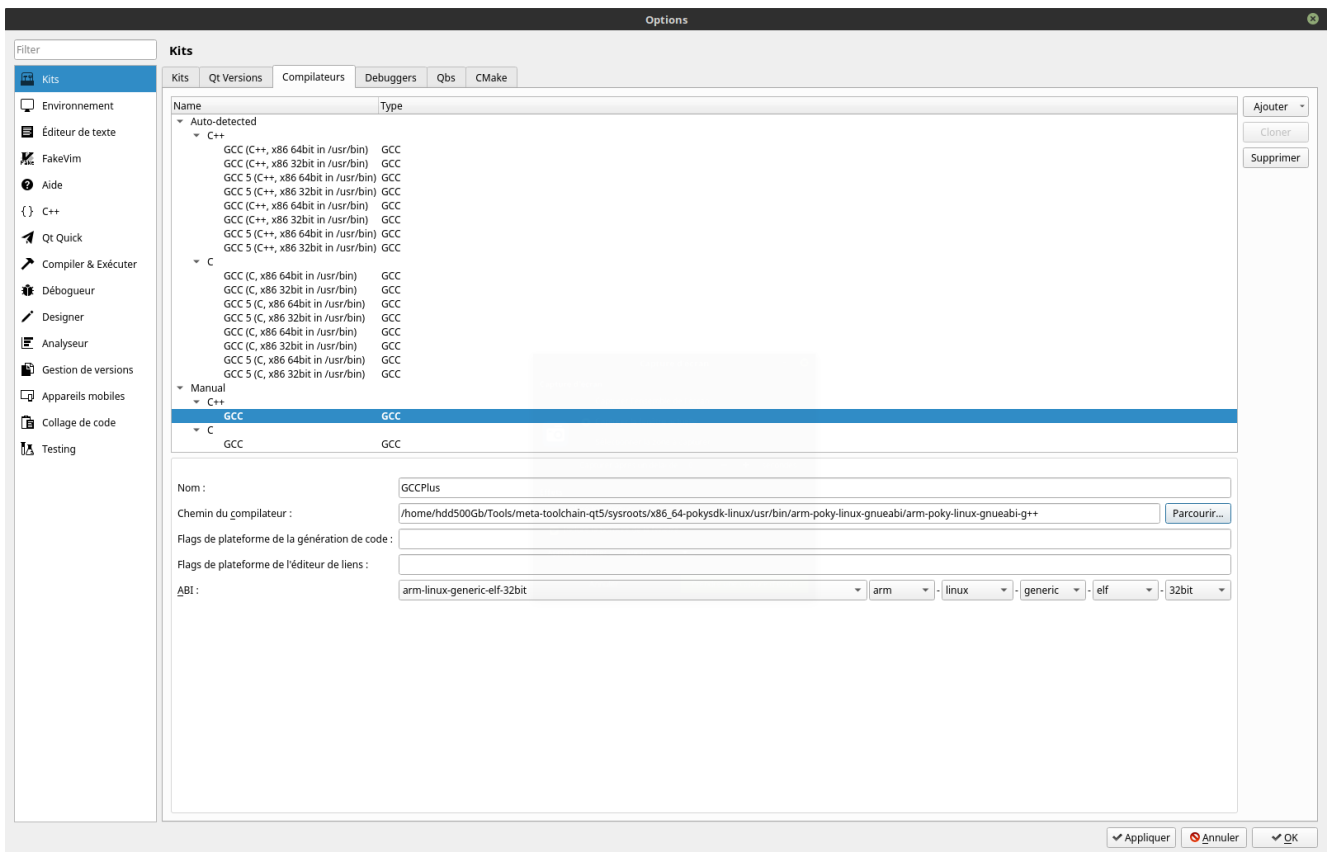 Options
Filter
Kits
Environnement
Éditeur de texte
FakeVim
Aide
{} C++
Qt Quick
Compiler & Exécuter
Débogueur
Designer
Analyseur
Gestion de versions
Appareils mobiles
Collage de code
Testing
Kits
Kits Qt Versions Compilateurs Debuggers Qbs CMake
Name Type
Auto-detected
C++
GCC (C++, x86 64bit in /usr/bin) GCC
GCC (C++, x86 32bit in /usr/bin) GCC
GCC 5 (C++, x86 64bit in /usr/bin) GCC
GCC 5 (C++, x86 32bit in /usr/bin) GCC
GCC (C++, x86 64bit in /usr/bin) GCC
GCC (C++, x86 32bit in /usr/bin) GCC
GCC 5 (C++, x86 64bit in /usr/bin) GCC
GCC 5 (C++, x86 32bit in /usr/bin) GCC
C
GCC (C, x86 64bit in /usr/bin) GCC
GCC (C, x86 32bit in /usr/bin) GCC
GCC 5 (C, x86 64bit in /usr/bin) GCC
GCC 5 (C, x86 32bit in /usr/bin) GCC
GCC (C, x86 64bit in /usr/bin) GCC
GCC (C, x86 32bit in /usr/bin) GCC
GCC 5 (C, x86 64bit in /usr/bin) GCC
GCC 5 (C, x86 32bit in /usr/bin) GCC
Manual
C++
GCC GCC
C
GCC GCC
Ajouter
Cloner
Supprimer
Nom : GCCPlus
Chemin du compilateur : /home/hdd500Gb/Tools/meta-toolchain-qt5/sysroots/x86_64-pokysdk-linux/usr/bin/arm-poky-linux-gnueabi/arm-poky-linux-gnueabi-g++ Parcourir...
Flags de plateforme de la génération de code :
Flags de plateforme de l'éditeur de liens :
ABI : arm-linux-generic-elf-32bit arm - linux - generic - elf - 32bit
Appliquer Annuler OK